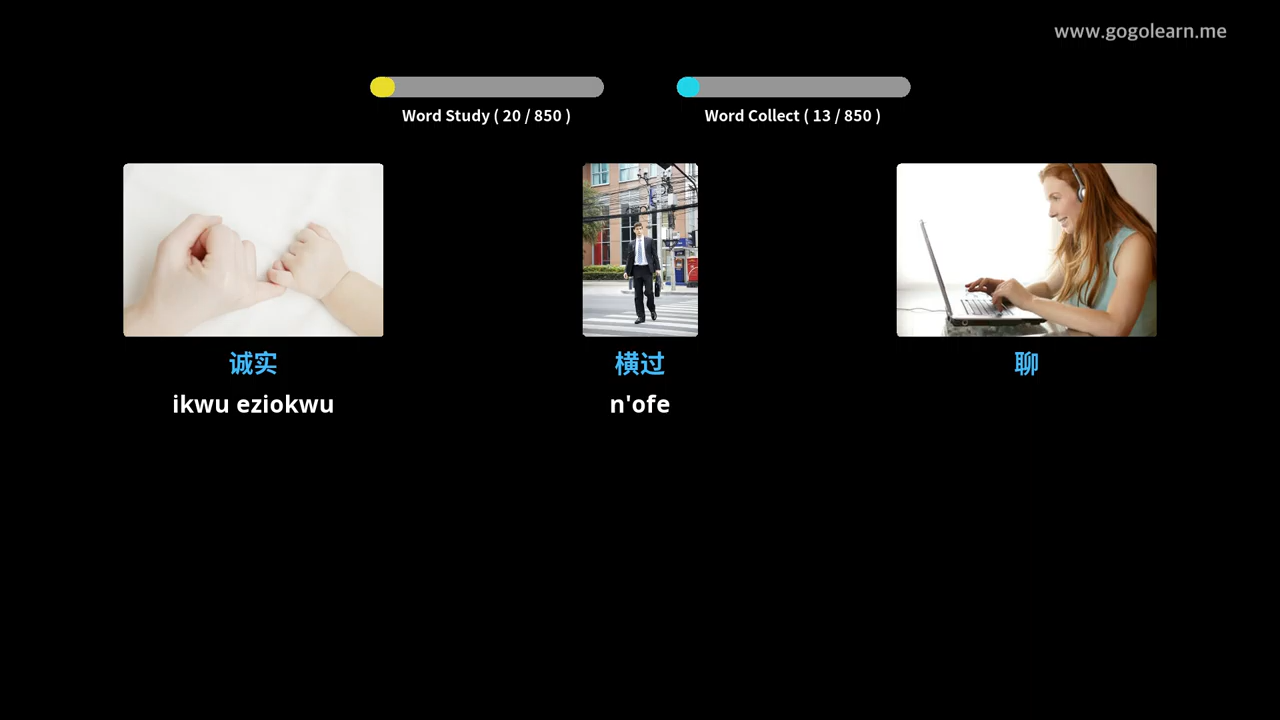 www.gogolearn.me
Word Study ( 20 / 850 )
Word Collect ( 13 / 850 )
诚实
横过
聊
ikwu eziokwu
n'ofe